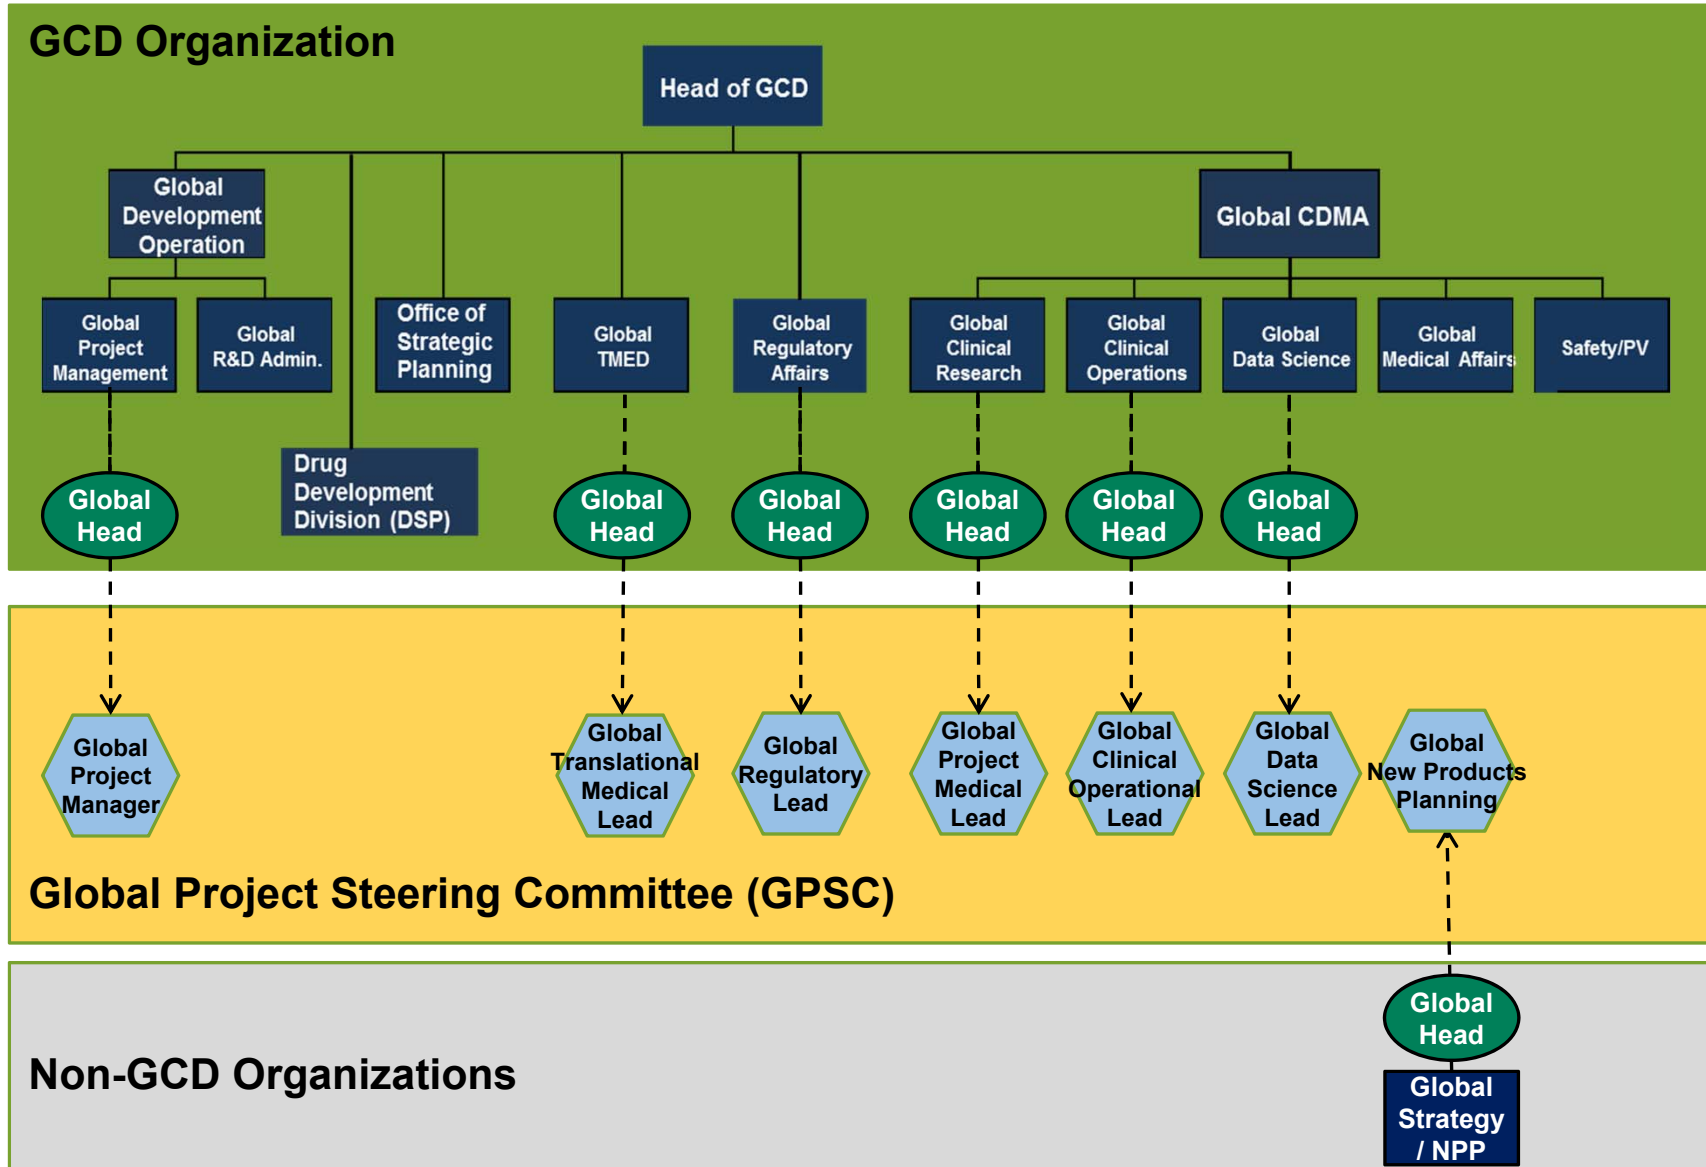 GCD Organization
Head of GCD
Global
Development
Operation
Global CDMA
Global
Project
Management
Global
R&D Admin.
Office of
Strategic
Planning
Global
TMED
Global
Regulatory
Affairs
Global
Clinical
Research
Global
Clinical
Operations
Global
Data Science
Global
Medical Affairs
Safety/PV
Drug
Development
Division (DSP)
Global
Head
Global
Head
Global
Head
Global
Head
Global
Head
Global
Head
Global
Project
Manager
Global
Translational
Medical
Lead
Global
Regulatory
Lead
Global
Project
Medical
Lead
Global
Clinical
Operational
Lead
Global
Data
Science
Lead
Global
New Products
Planning
Global Project Steering Committee (GPSC)
Non-GCD Organizations
Global
Head
Global
Strategy
/ NPP